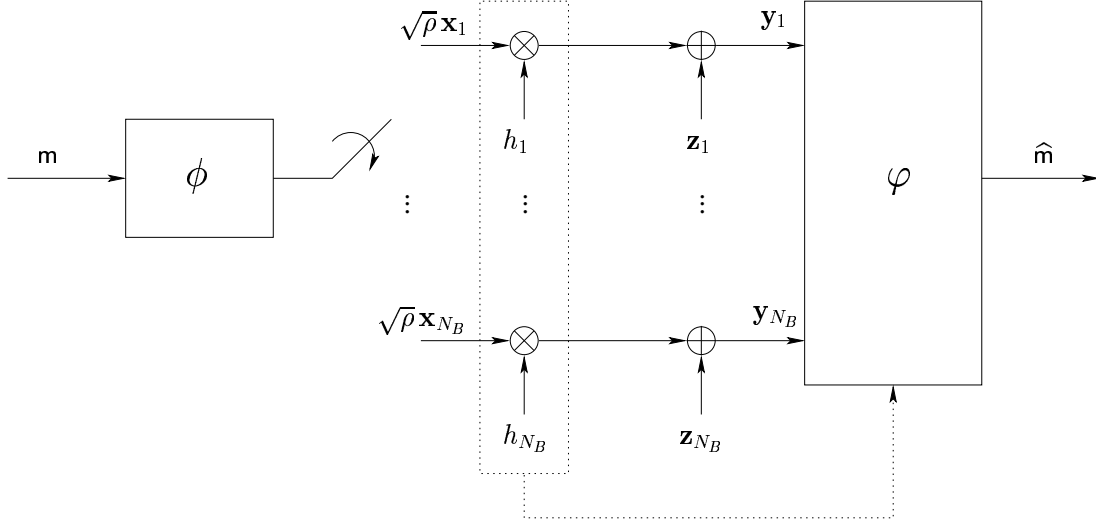 √ρ x₁
y₁
h₁
z₁
m
ϕ
φ
m̂
⋮ ⋮ ⋮
√ρ x_{N_B}
y_{N_B}
h_{N_B}
z_{N_B}